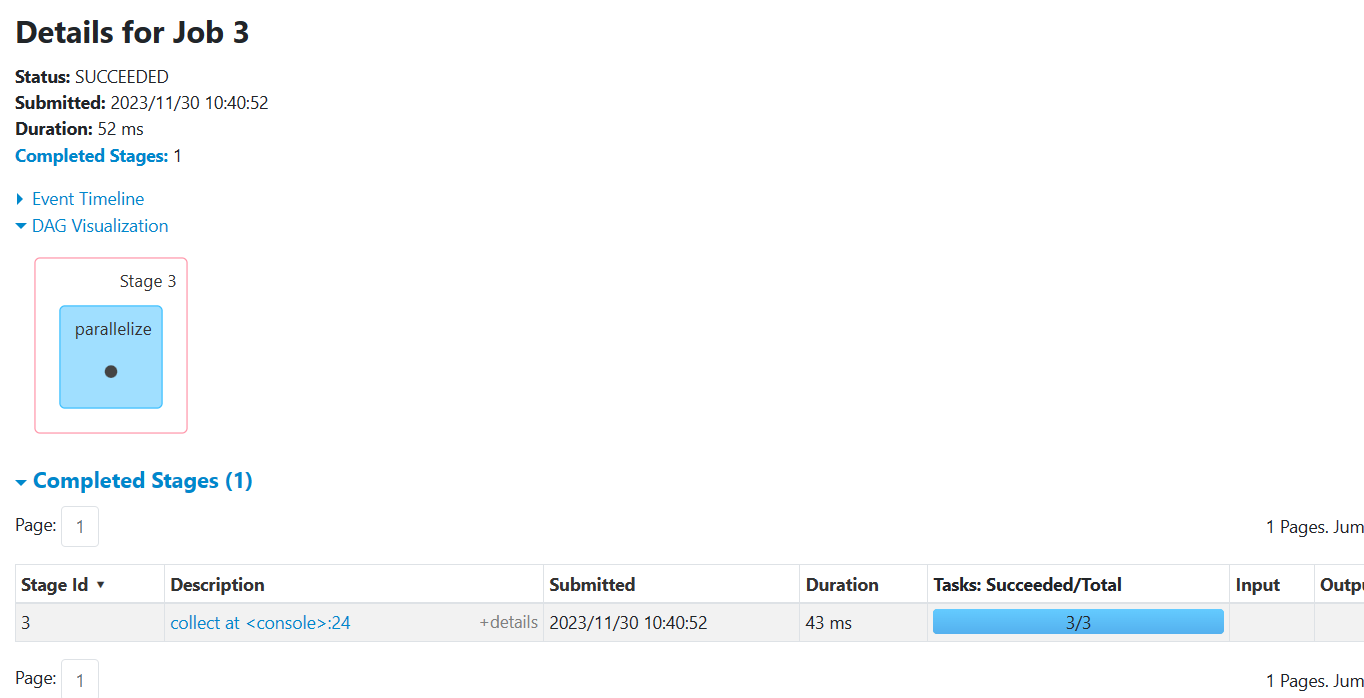 Details for Job 3
Status: SUCCEEDED
Submitted: 2023/11/30 10:40:52
Duration: 52 ms
Completed Stages: 1
Event Timeline
DAG Visualization
Stage 3
parallelize
Completed Stages (1)
Page: 1 1 Pages. Jum
Stage Id ▾ Description Submitted Duration Tasks: Succeeded/Total Input Outpu
3 collect at <console>:24 +details 2023/11/30 10:40:52 43 ms 3/3
Page: 1 1 Pages. Jum